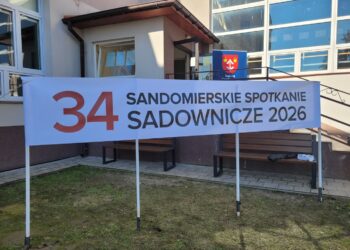 34 SANDOMIERSKIE SPOTKANIE
SADOWNICZE 2026